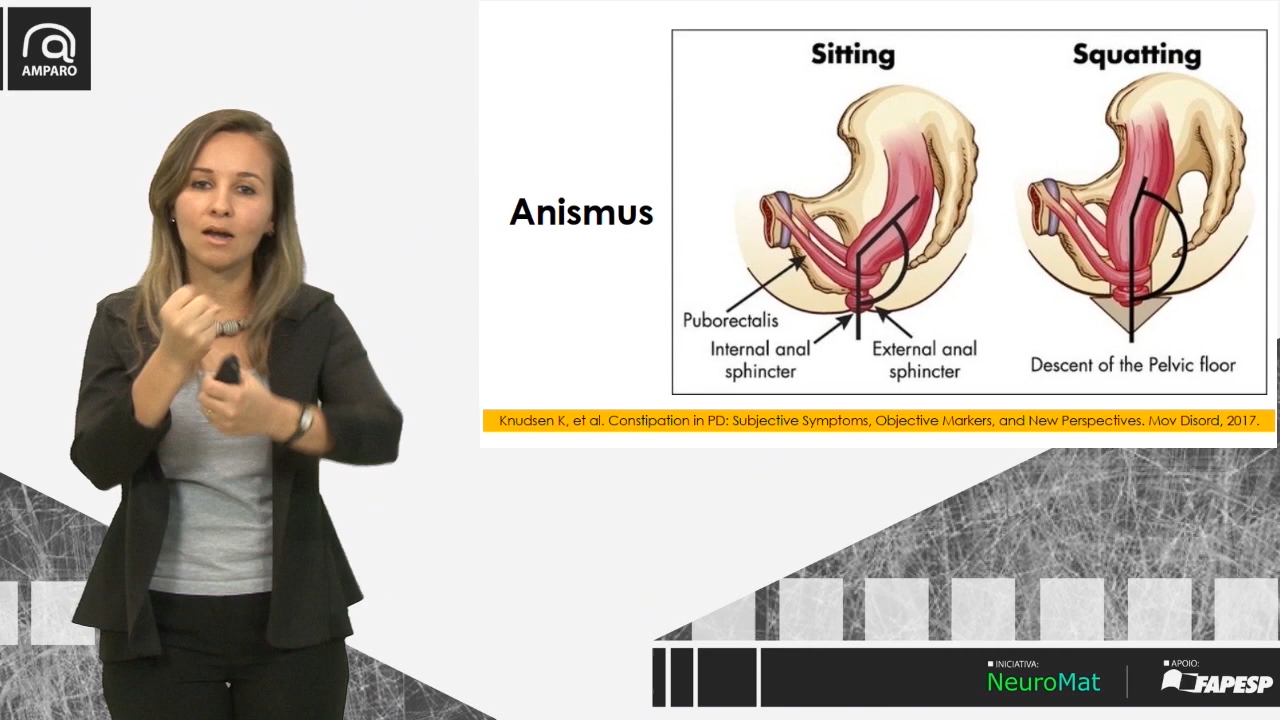 AMPARO
Sitting
Squatting
Anismus
Puborectalis
Internal anal
sphincter
External anal
sphincter
Descent of the Pelvic floor
Knudsen K, et al. Constipation in PD: Subjective Symptoms, Objective Markers, and New Perspectives. Mov Disord, 2017.
INICIATIVA:
NeuroMat
APOIO:
FAPESP